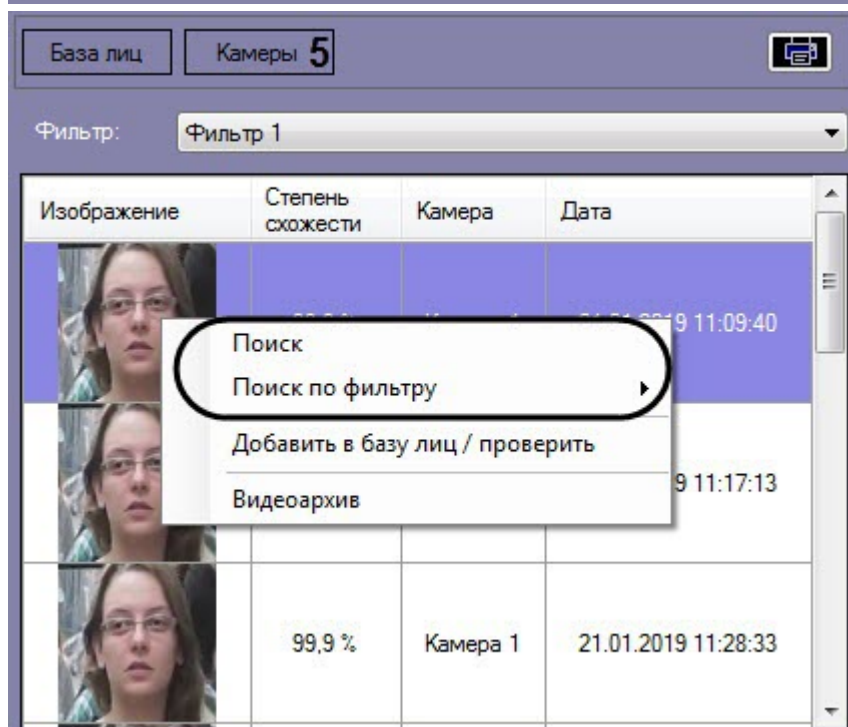 База лиц
Камеры 5
Фильтр:
Фильтр 1
Изображение
Степень
схожести
Камера
Дата
9 11:09:40
Поиск
Поиск по фильтру
Добавить в базу лиц / проверить
9 11:17:13
Видеоархив
99,9 %
Камера 1
21.01.2019 11:28:33